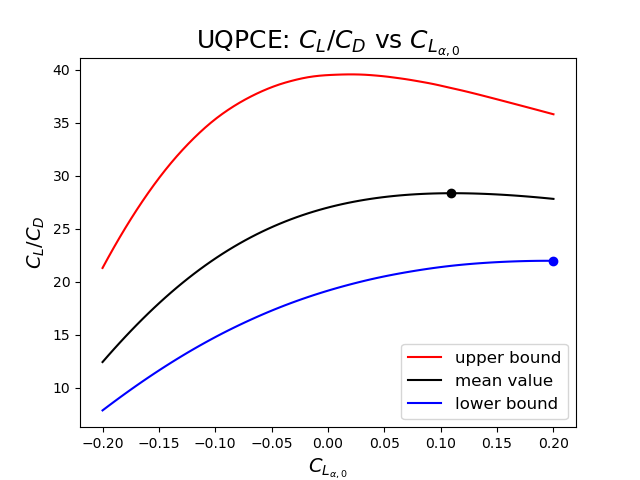 UQPCE: C_L/C_D vs C_{L_{α,0}}
40
35
30
25
20
15
10
C_L/C_D
upper bound
mean value
lower bound
−0.20 −0.15 −0.10 −0.05 0.00 0.05 0.10 0.15 0.20
C_{L_{α,0}}